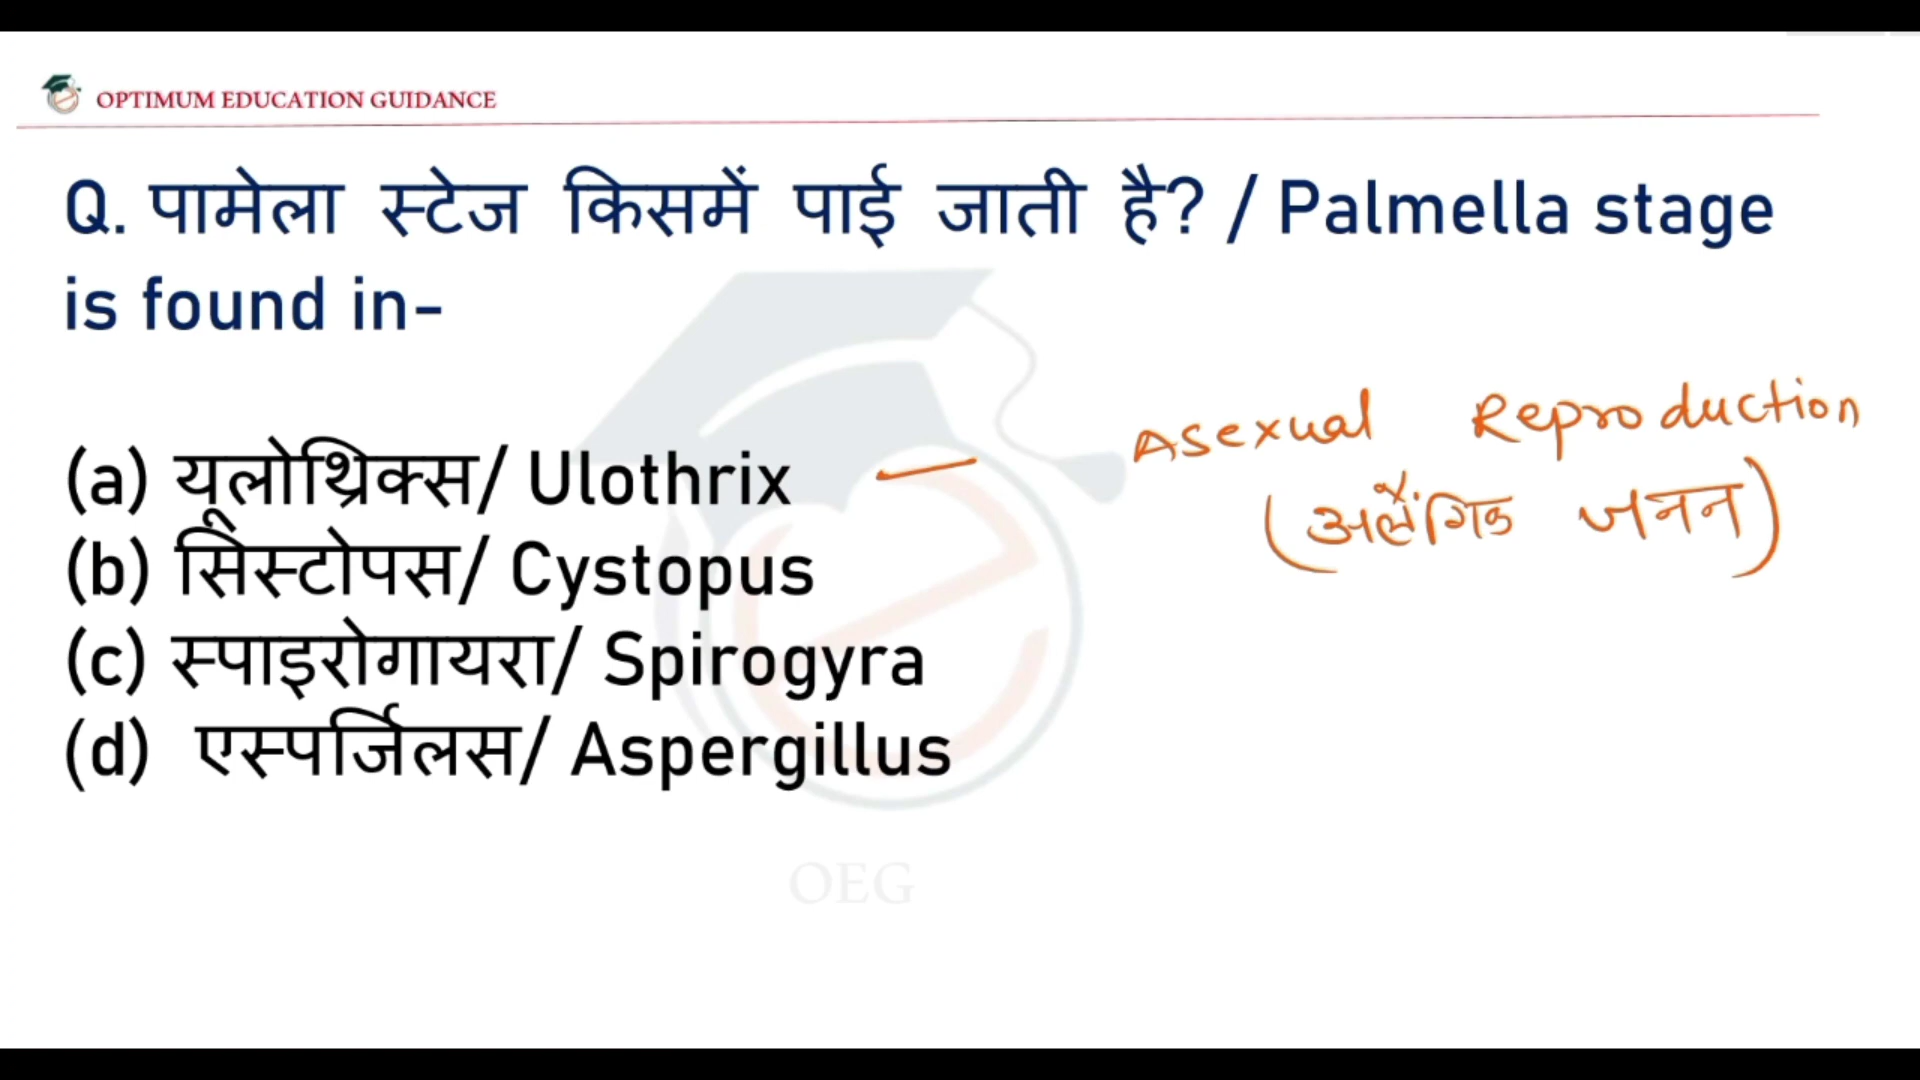 OPTIMUM EDUCATION GUIDANCE
Q. पामेला स्टेज किसमें पाई जाती है? / Palmella stage
is found in-
(a) यूलोथ्रिक्स/ Ulothrix
Asexual Reproduction
(अलैंगिक जनन)
(b) सिस्टोपस/ Cystopus
(c) स्पाइरोगायरा/ Spirogyra
(d) एस्पर्जिलस/ Aspergillus
OEG